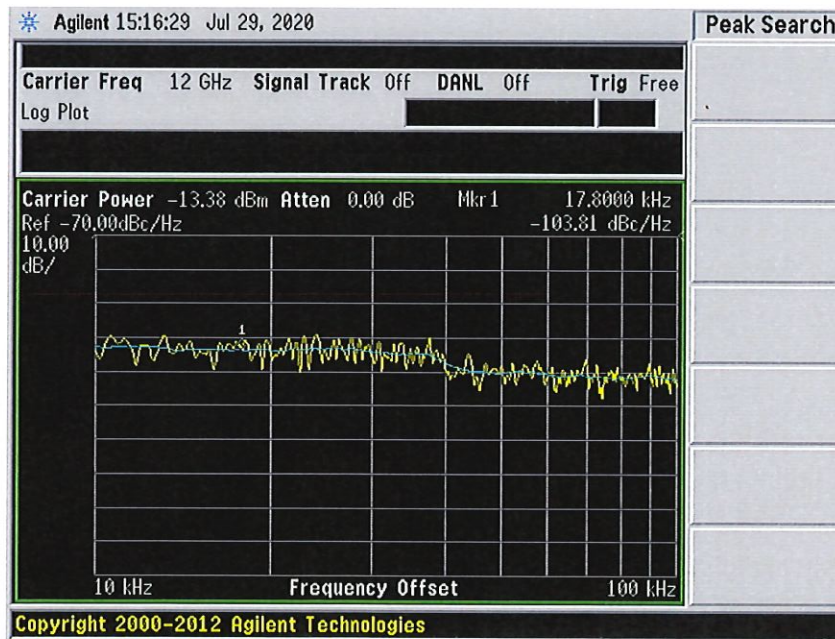 Agilent 15:16:29 Jul 29, 2020
Peak Search
Carrier Freq 12 GHz Signal Track Off DANL Off Trig Free
Log Plot
Carrier Power -13.38 dBm Atten 0.00 dB Mkr1 17.8000 kHz
Ref -70.00dBc/Hz -103.81 dBc/Hz
10.00
dB/
1
10 kHz Frequency Offset 100 kHz
Copyright 2000-2012 Agilent Technologies